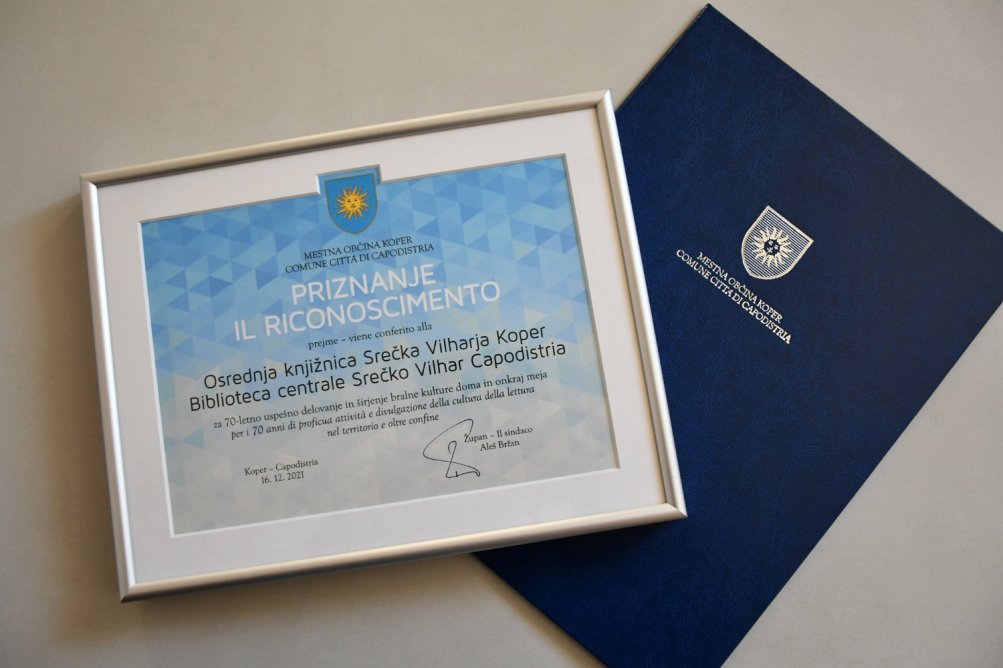 MESTNA OBČINA KOPER
COMUNE CITTÀ DI CAPODISTRIA
PRIZNANJE
IL RICONOSCIMENTO
prejme – viene conferito alla
Osrednja knjižnica Srečka Vilharja Koper
Biblioteca centrale Srečko Vilhar Capodistria
za 70-letno uspešno delovanje in širjenje bralne kulture doma in onkraj meja
per i 70 anni di proficua attività e divulgazione della cultura della lettura
nel territorio e oltre confine
Župan – Il sindaco
Aleš Bržan
Koper – Capodistria
16. 12. 2021
MESTNA OBČINA KOPER
COMUNE CITTÀ DI CAPODISTRIA